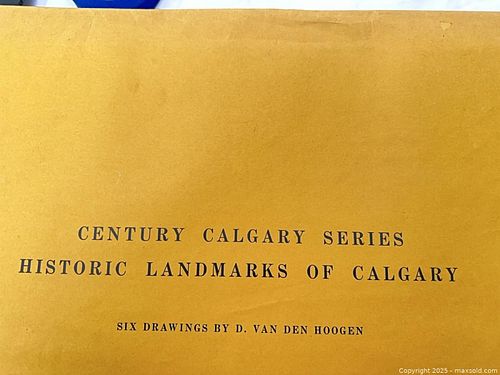 CENTURY CALGARY SERIES
HISTORIC LANDMARKS OF CALGARY
SIX DRAWINGS BY D. VAN DEN HOOGEN
Copyright 2025 - maxsold.com